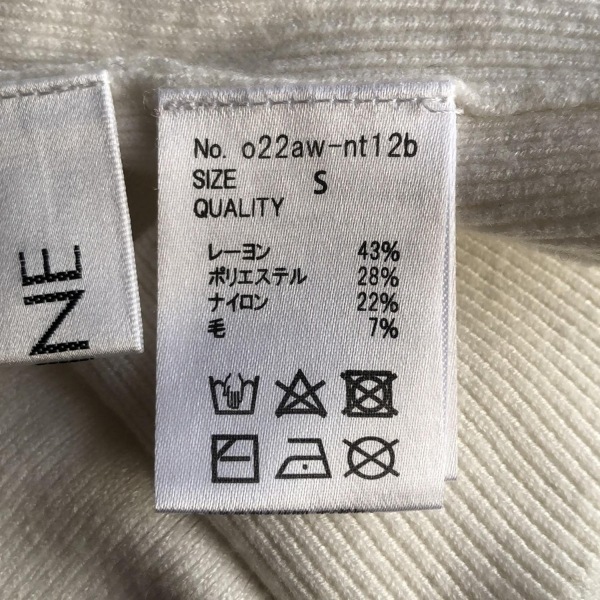 No. o22aw-nt12b
SIZE S
QUALITY
レーヨン 43%
ポリエステル 28%
ナイロン 22%
毛 7%
NE